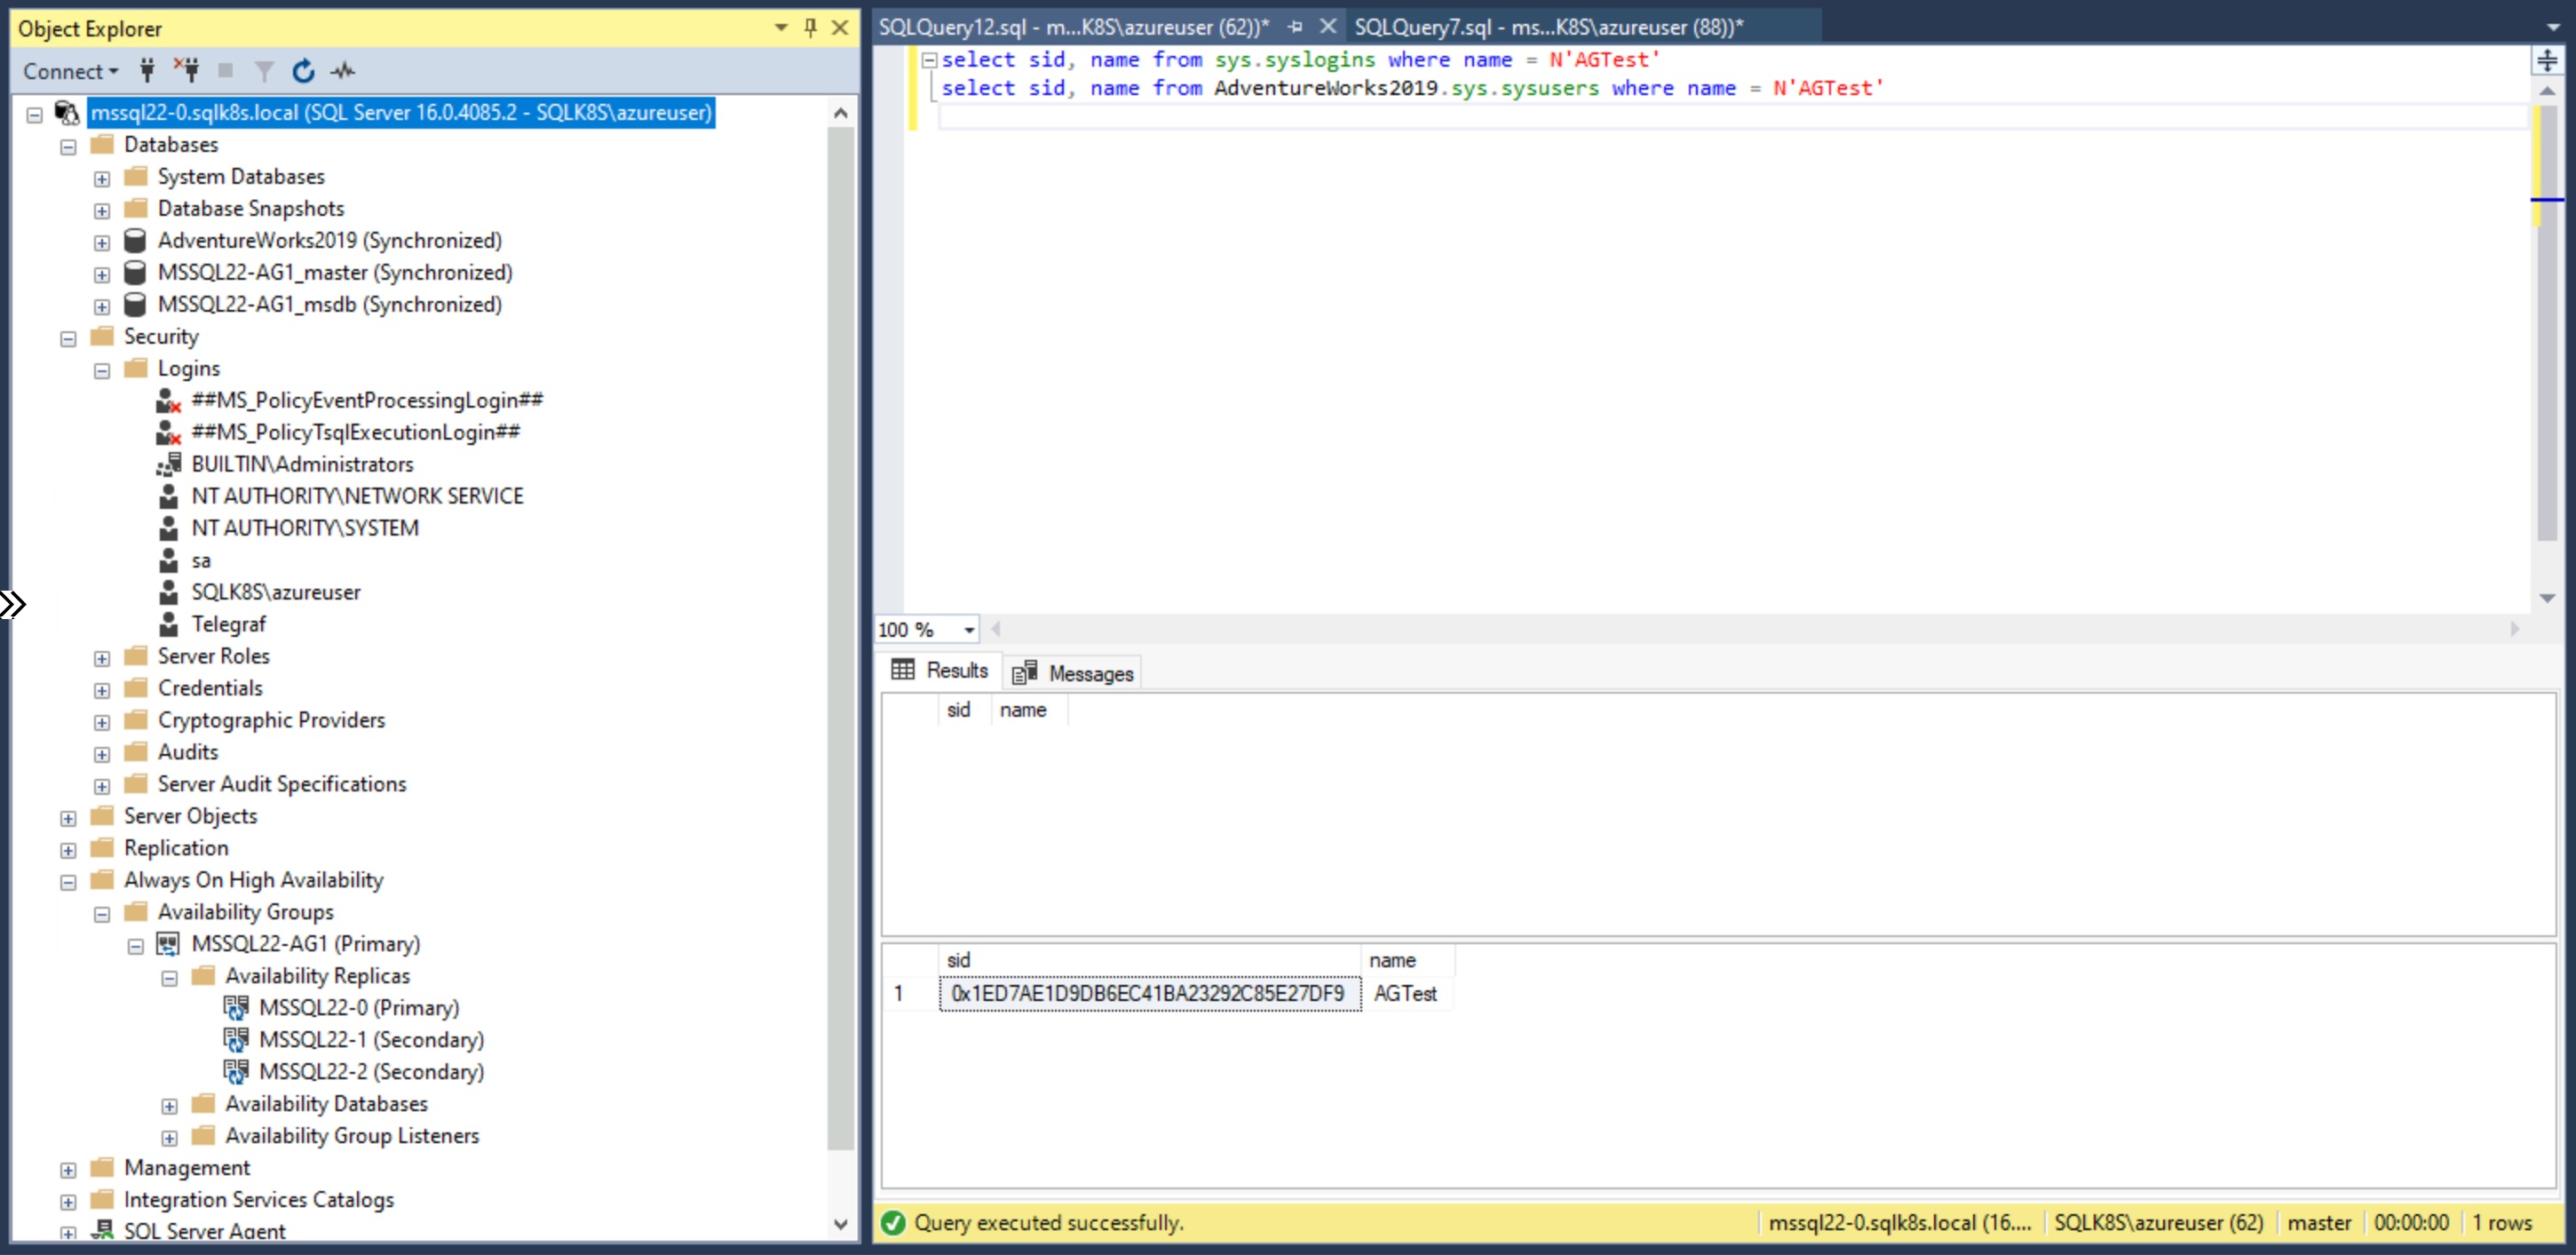 Object Explorer
Connect
mssql22-0.sqlk8s.local (SQL Server 16.0.4085.2 - SQLK8S\azureuser)
Databases
System Databases
Database Snapshots
AdventureWorks2019 (Synchronized)
MSSQL22-AG1_master (Synchronized)
MSSQL22-AG1_msdb (Synchronized)
Security
Logins
##MS_PolicyEventProcessingLogin##
##MS_PolicyTsqlExecutionLogin##
BUILTIN\Administrators
NT AUTHORITY\NETWORK SERVICE
NT AUTHORITY\SYSTEM
sa
SQLK8S\azureuser
Telegraf
Server Roles
Credentials
Cryptographic Providers
Audits
Server Audit Specifications
Server Objects
Replication
Always On High Availability
Availability Groups
MSSQL22-AG1 (Primary)
Availability Replicas
MSSQL22-0 (Primary)
MSSQL22-1 (Secondary)
MSSQL22-2 (Secondary)
Availability Databases
Availability Group Listeners
Management
Integration Services Catalogs
SQL Server Agent
SQLQuery12.sql - m...K8S\azureuser (62))* SQLQuery7.sql - ms...K8S\azureuser (88))*
select sid, name from sys.syslogins where name = N'AGTest'
select sid, name from AdventureWorks2019.sys.sysusers where name = N'AGTest'
100 %
Results Messages
sid name
sid name
1 0x1ED7AE1D9DB6EC41BA23292C85E27DF9 AGTest
Query executed successfully. mssql22-0.sqlk8s.local (16.... SQLK8S\azureuser (62) master 00:00:00 1 rows